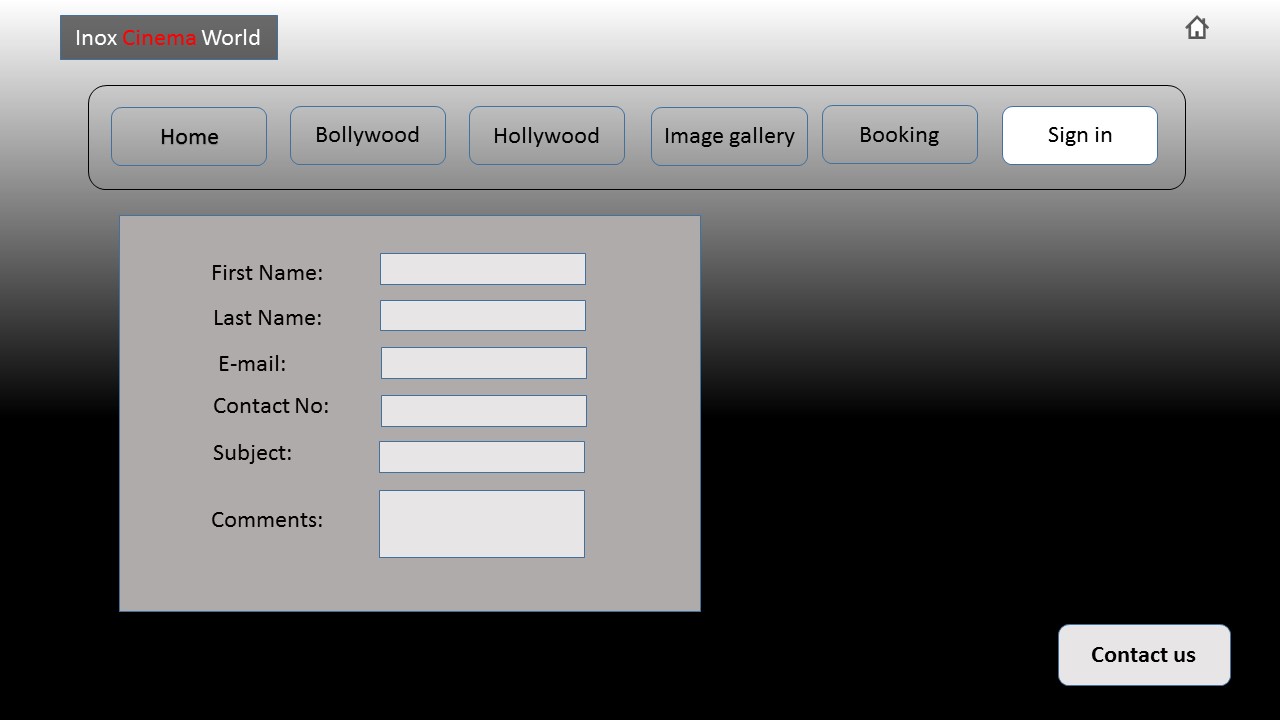 Inox Cinema World
Home
Bollywood
Hollywood
Image gallery
Booking
Sign in
First Name:
Last Name:
E-mail:
Contact No:
Subject:
Comments:
Contact us